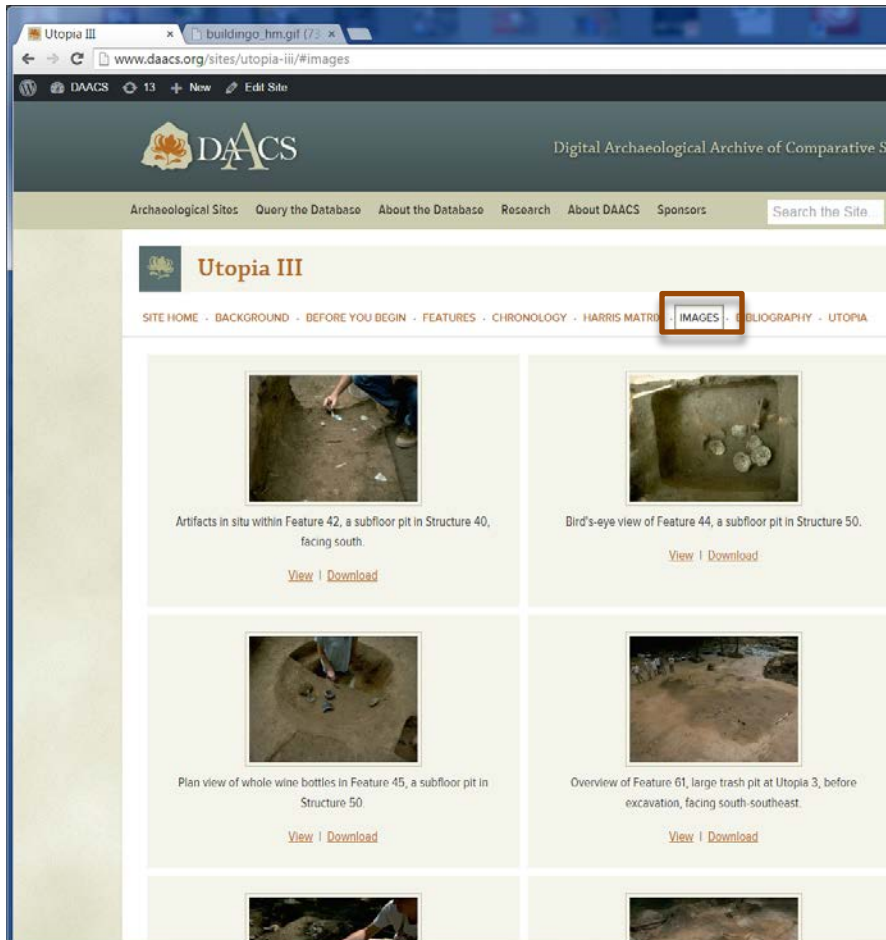 Utopia III
buildingo_hm.gif (73
www.daacs.org/sites/utopia-iii/#images
DAACS 13 + New Edit Site
DAACS
Digital Archaeological Archive of Comparative S
Archaeological Sites Query the Database About the Database Research About DAACS Sponsors Search the Site...
Utopia III
SITE HOME - BACKGROUND - BEFORE YOU BEGIN - FEATURES - CHRONOLOGY - HARRIS MATRIX - IMAGES - BIBLIOGRAPHY - UTOPIA
Artifacts in situ within Feature 42, a subfloor pit in Structure 40,
facing south.
View | Download
Bird's-eye view of Feature 44, a subfloor pit in Structure 50.
View | Download
Plan view of whole wine bottles in Feature 45, a subfloor pit in
Structure 50.
View | Download
Overview of Feature 61, large trash pit at Utopia 3, before
excavation, facing south-southeast.
View | Download